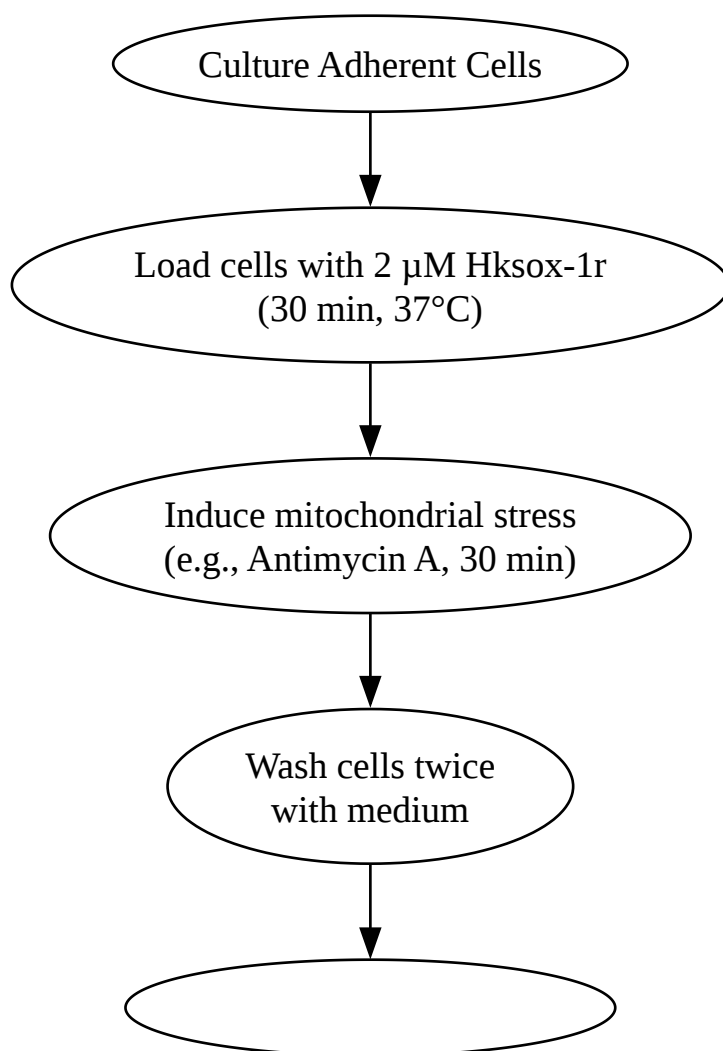 Culture Adherent Cells
Load cells with 2 µM Hksox-1r
(30 min, 37°C)
Induce mitochondrial stress
(e.g., Antimycin A, 30 min)
Wash cells twice
with medium